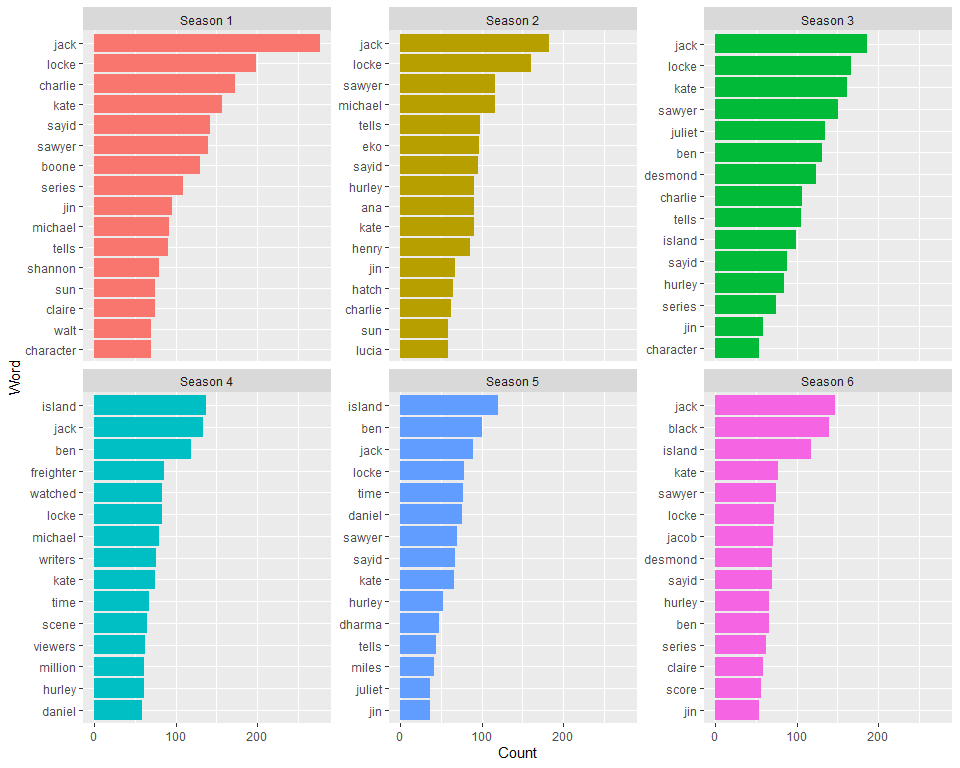 Season 1
jack
locke
charlie
kate
sayid
sawyer
boone
series
jin
michael
tells
shannon
sun
claire
walt
character
Season 2
jack
locke
sawyer
michael
tells
eko
sayid
hurley
ana
kate
henry
jin
hatch
charlie
sun
lucia
Season 3
jack
locke
kate
sawyer
juliet
ben
desmond
charlie
tells
island
sayid
hurley
series
jin
character
Word
Season 4
island
jack
ben
freighter
watched
locke
michael
writers
kate
time
scene
viewers
million
hurley
daniel
0 100 200
Season 5
island
ben
jack
locke
time
daniel
sawyer
sayid
kate
hurley
dharma
tells
miles
juliet
jin
0 100 200
Season 6
jack
black
island
kate
sawyer
locke
jacob
desmond
sayid
hurley
ben
series
claire
score
jin
0 100 200
Count